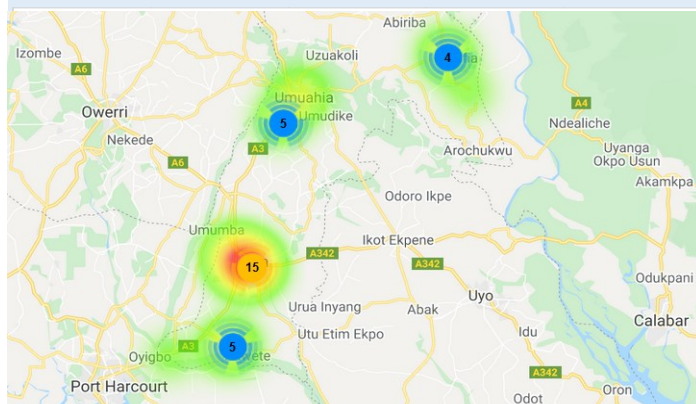 Abiriba
Izombe
Uzuakoli
4
A6
A4
Umuahia
Owerri
5
Umudike
Ndealiche
Nekede
A3
Arochukwu
Uyanga
Okpo Usun
A6
Akamkpa
Odoro Ikpe
Umumba
Ikot Ekpene
A342
15
A342
Odukpani
Uyo
Urua Inyang
Abak
Calabar
Utu Etim Ekpo
Idu
A3
5
Oyigbo
A342
Port Harcourt
Oron
Odot